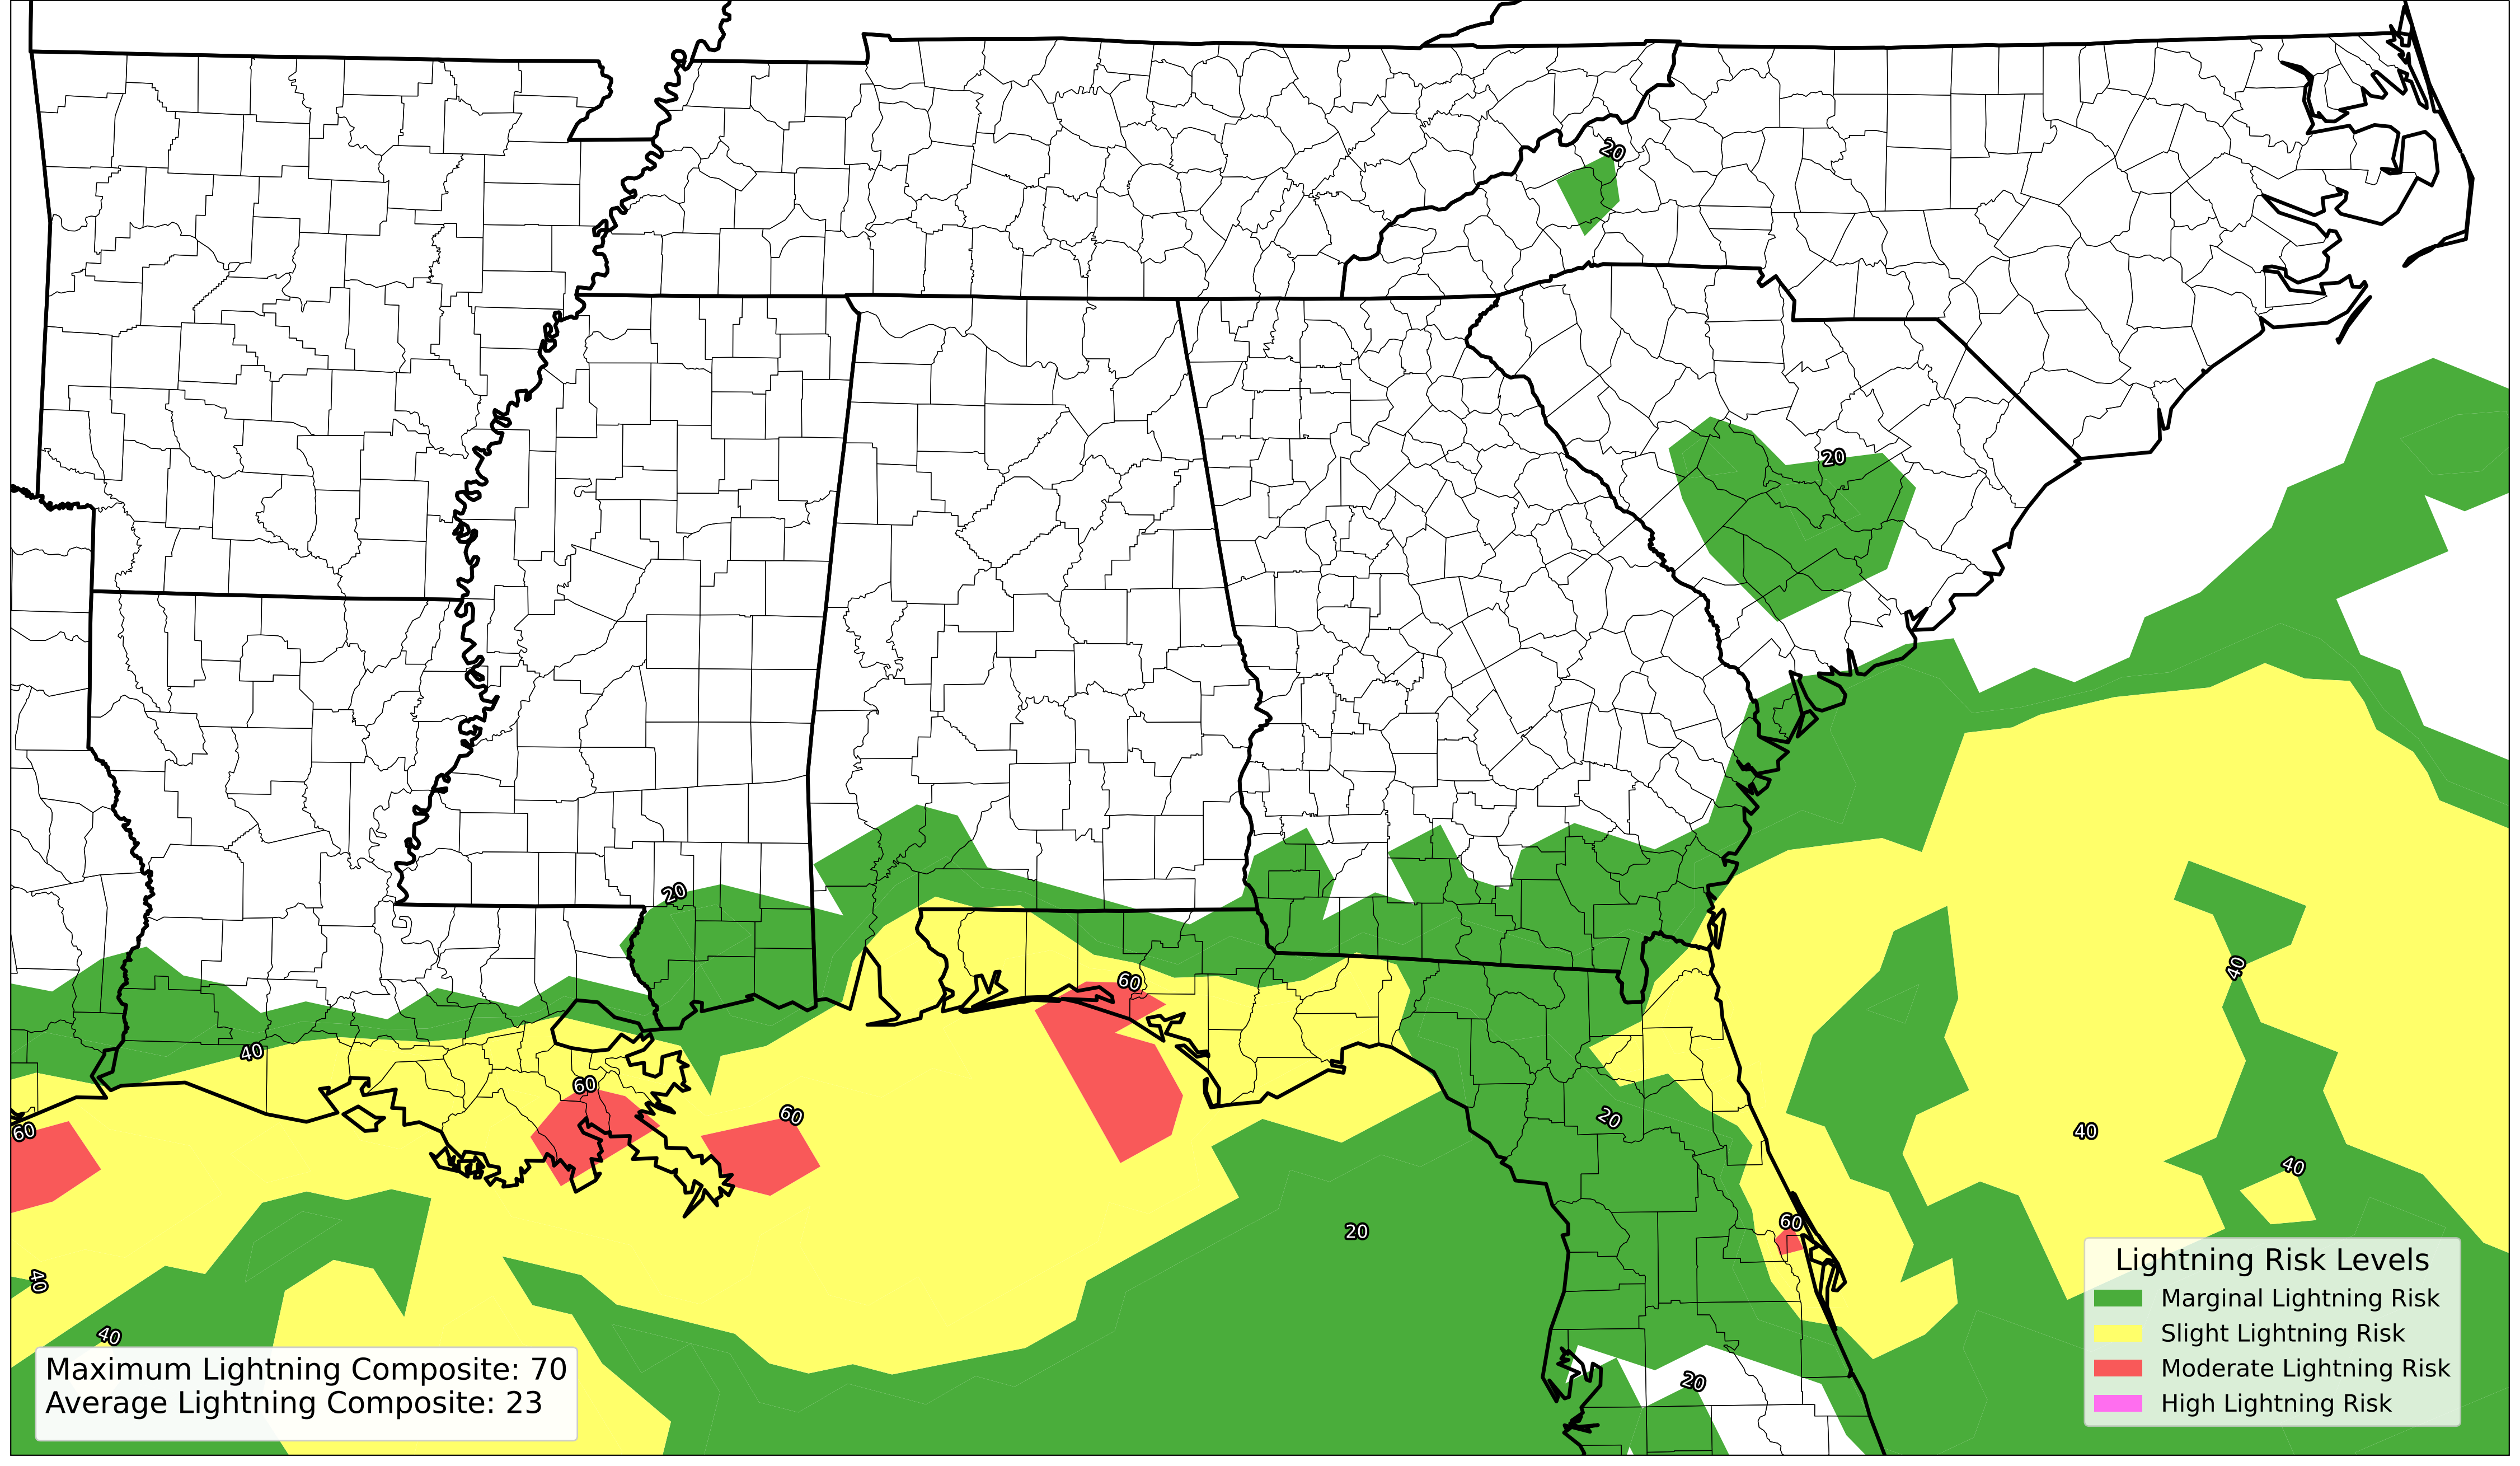 20
20
20
60
40
40
60
60
60
40
20
40
60
20
40
40
20
Lightning Risk Levels
Marginal Lightning Risk
Slight Lightning Risk
Moderate Lightning Risk
High Lightning Risk
Maximum Lightning Composite: 70
Average Lightning Composite: 23